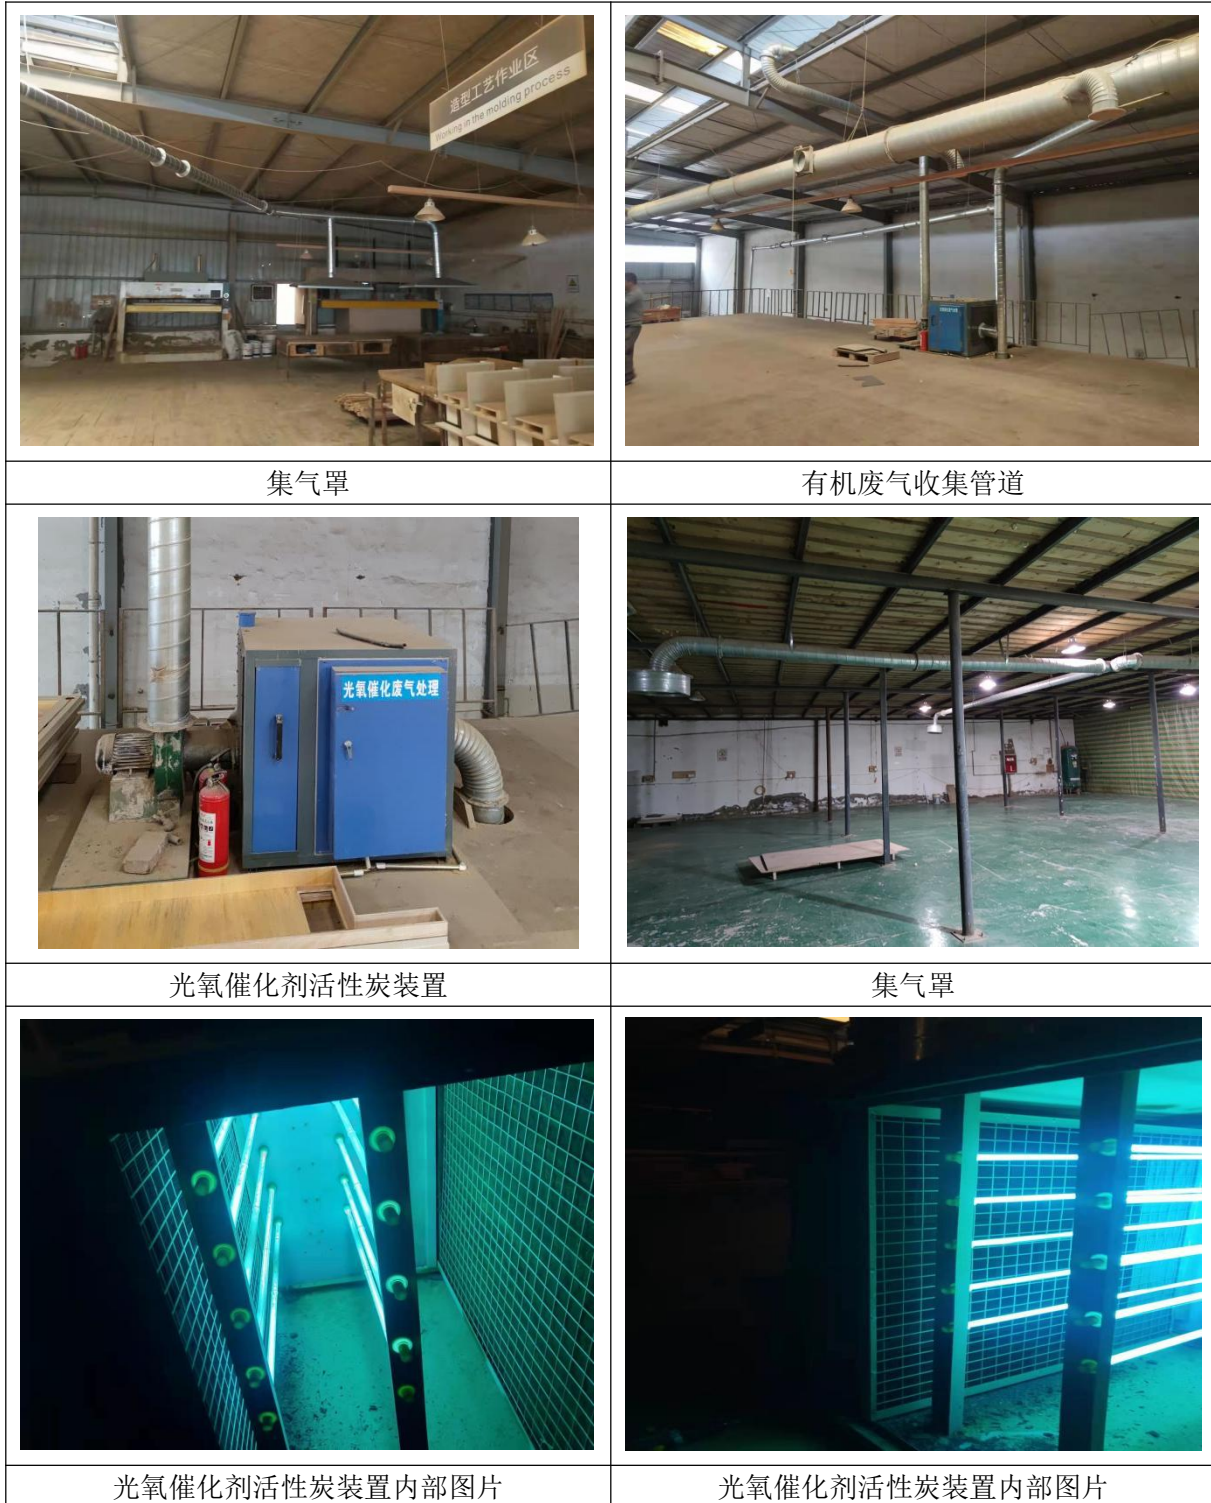 造型工艺作业区
Working in the molding process
集气罩
有机废气收集管道
光氧催化废气处理
光氧催化剂活性炭装置
集气罩
光氧催化剂活性炭装置内部图片
光氧催化剂活性炭装置内部图片